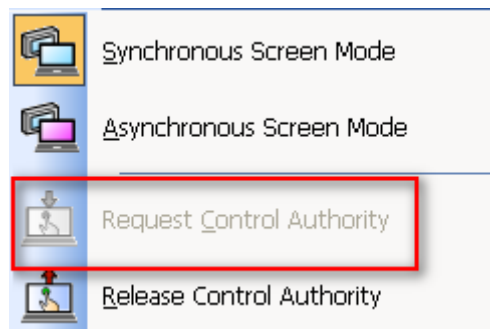 Synchronous Screen Mode
Asynchronous Screen Mode
Request Control Authority
Release Control Authority